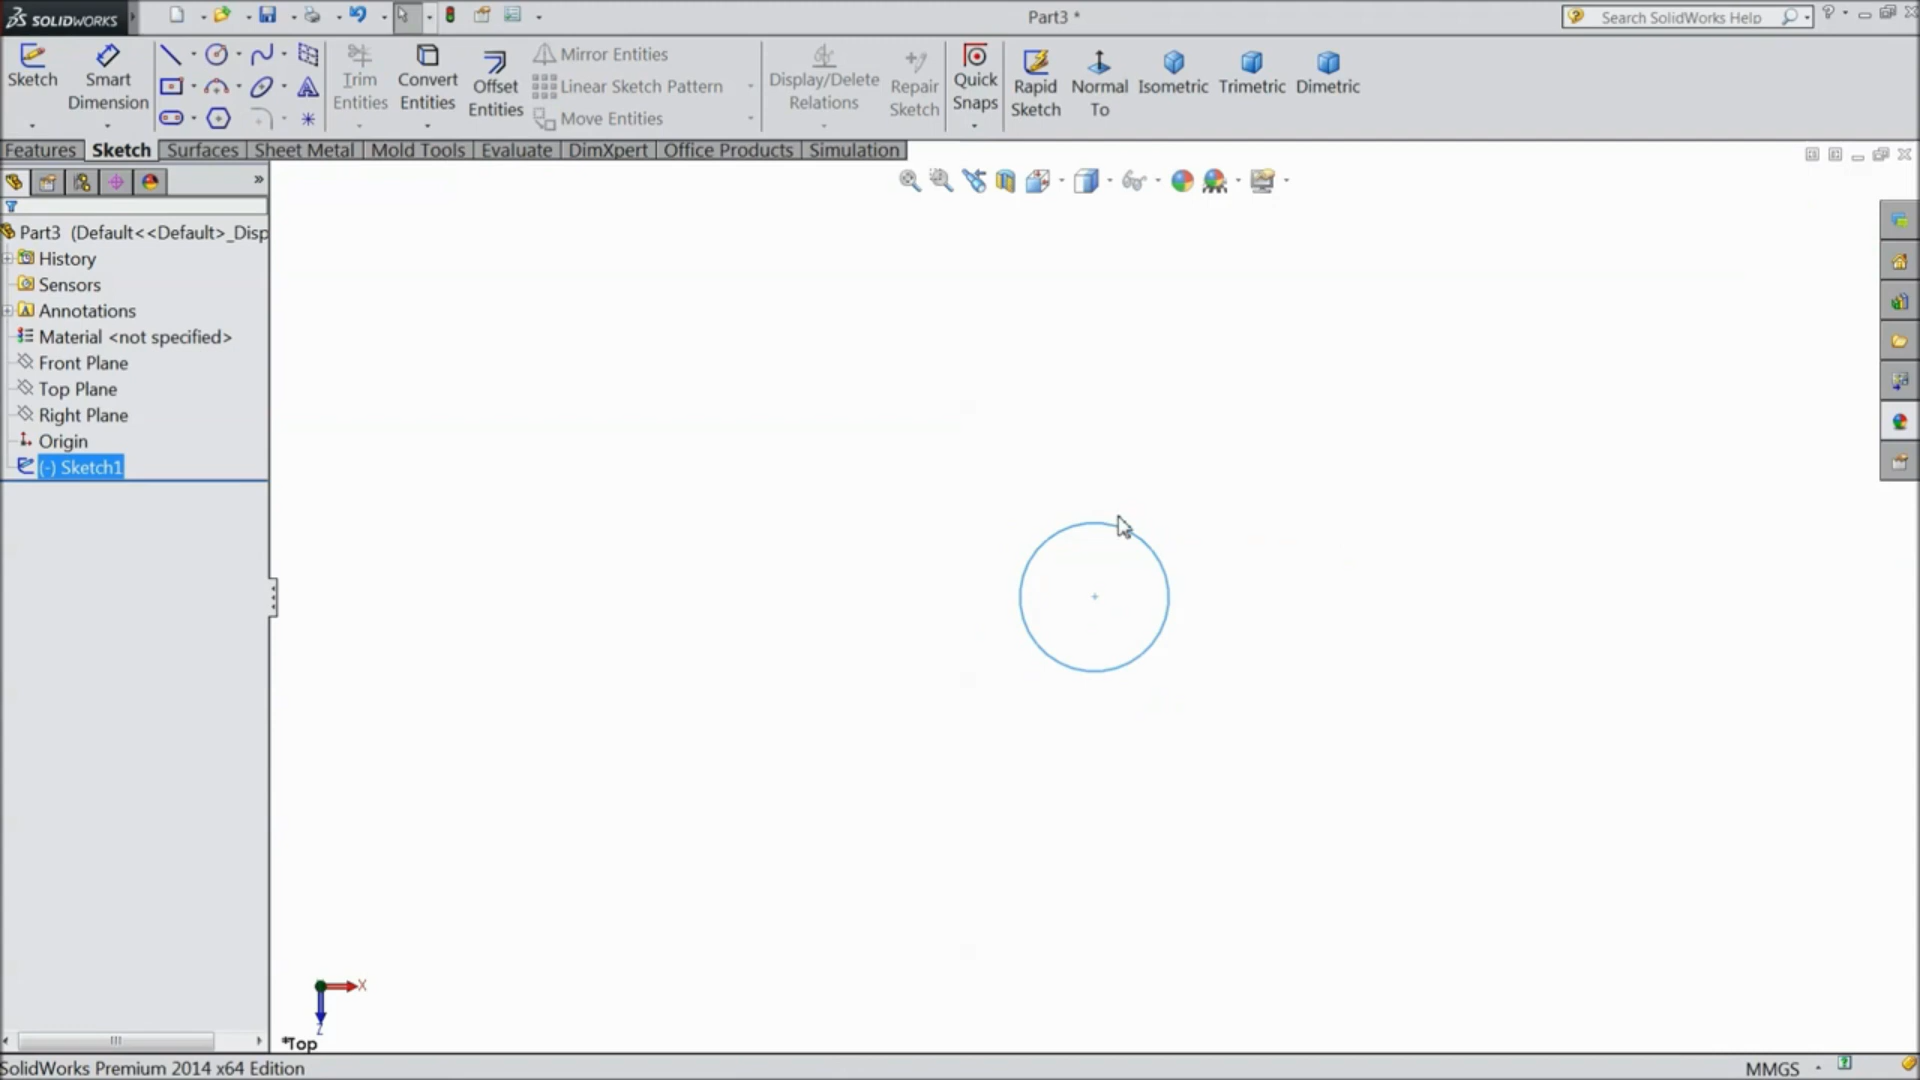 SOLIDWORKS
Part3 *
Search SolidWorks Help
Sketch
Smart Dimension
Trim Entities
Convert Entities
Offset Entities
Mirror Entities
Linear Sketch Pattern
Move Entities
Display/Delete Relations
Repair Sketch
Quick Snaps
Rapid Sketch
Normal To
Isometric
Trimetric
Dimetric
Features
Sketch
Surfaces
Sheet Metal
Mold Tools
Evaluate
DimXpert
Office Products
Simulation
Part3 (Default<<Default>_Disp
History
Sensors
Annotations
Material <not specified>
Front Plane
Top Plane
Right Plane
Origin
(-) Sketch1
X
Z
*Top
SolidWorks Premium 2014 x64 Edition
MMGS